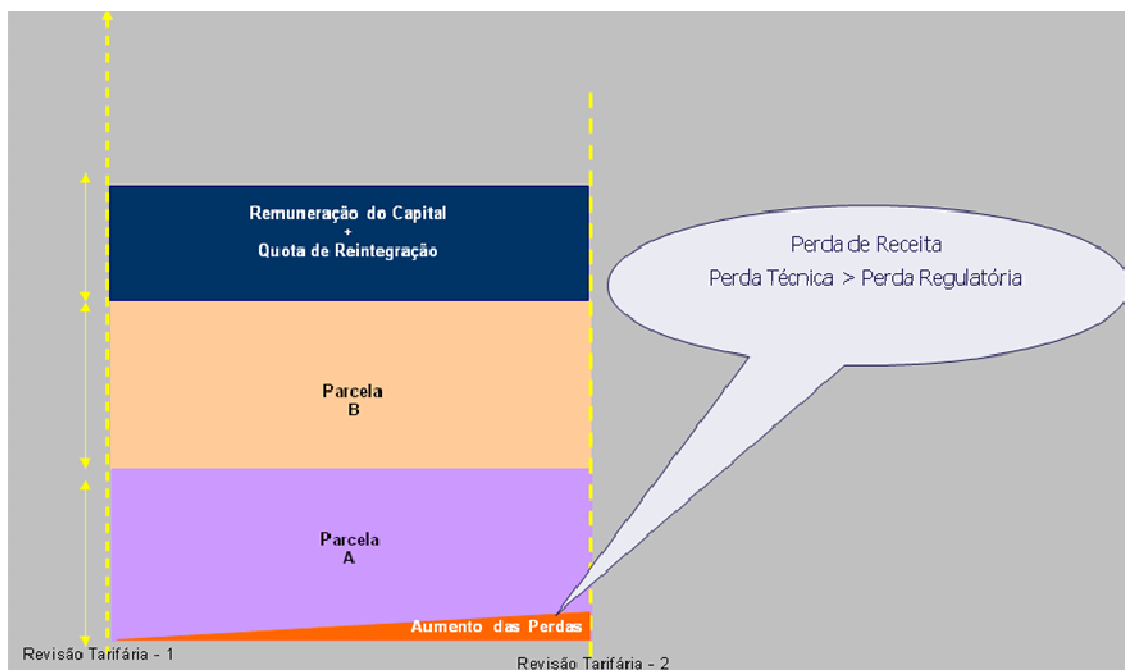 Remuneração do Capital
+
Quota de Reintegração
Perda de Receita
Perda Técnica > Perda Regulatória
Parcela
B
Parcela
A
Aumento das Perdas
Revisão Tarifária - 1
Revisão Tarifária - 2